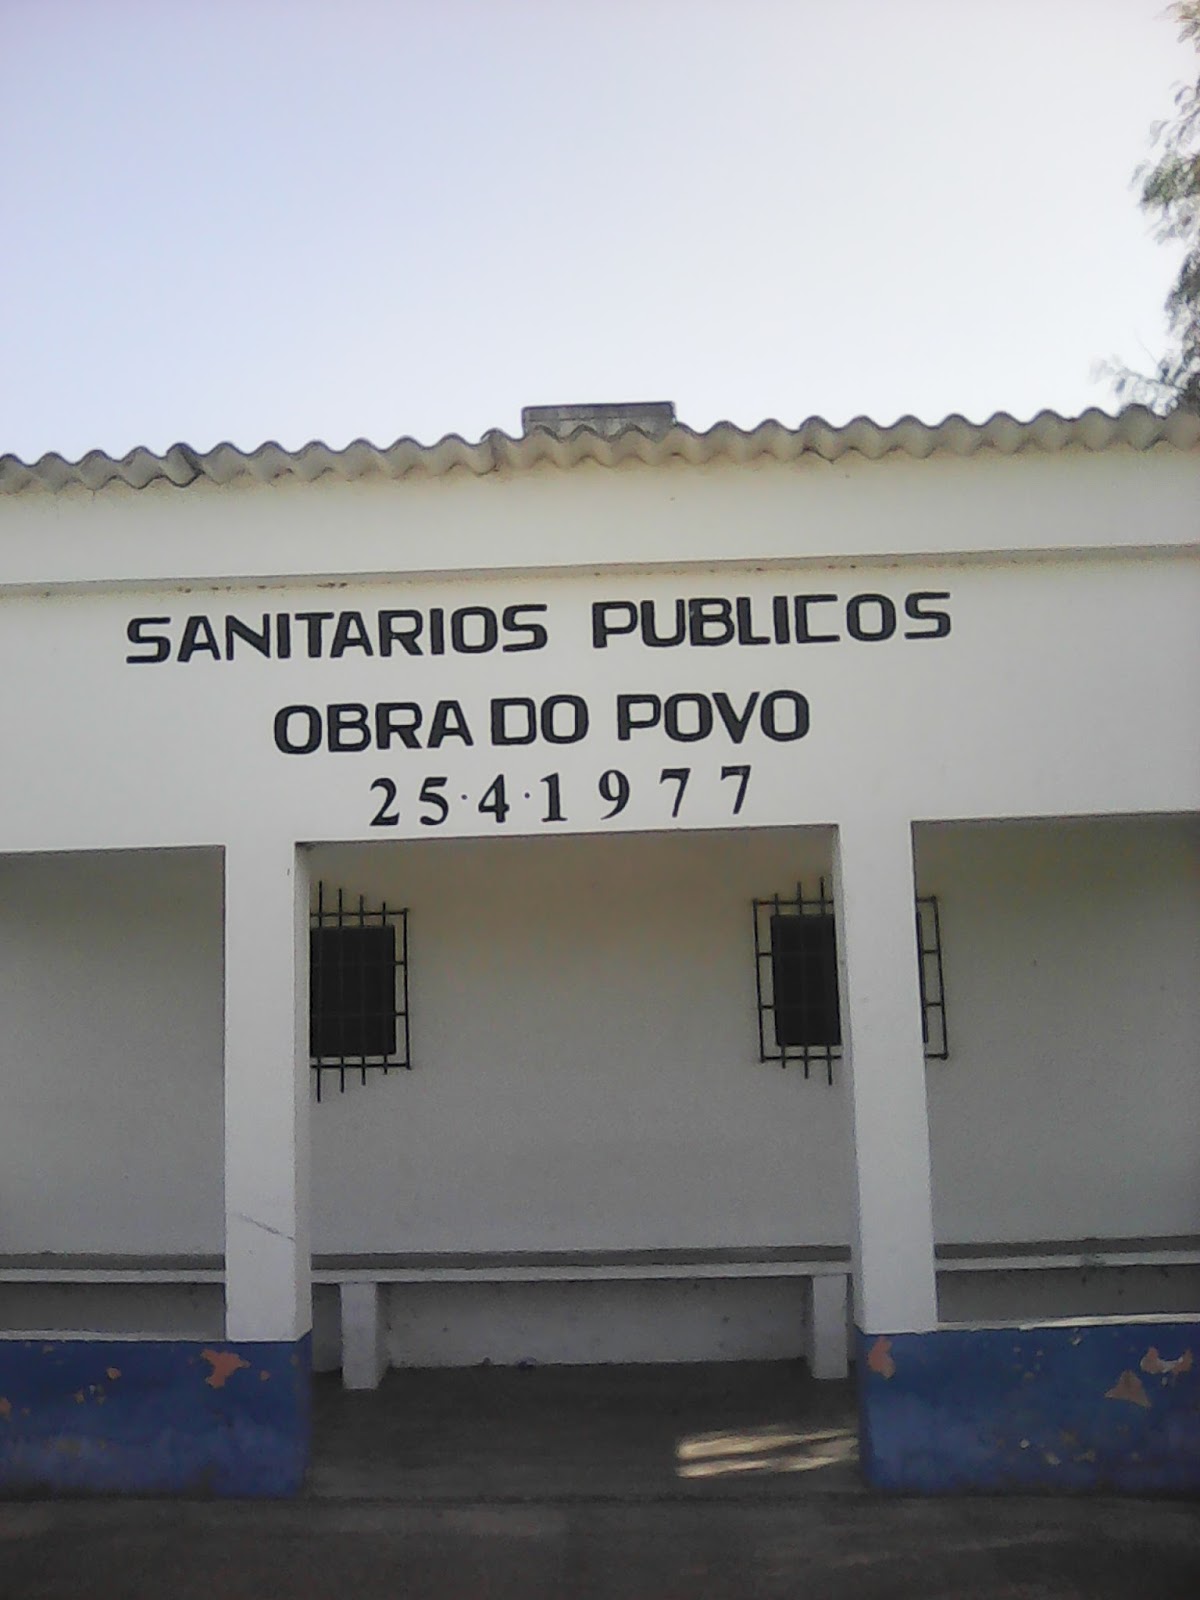 SANITARIOS PUBLICOS
OBRA DO POVO
25·4·1977